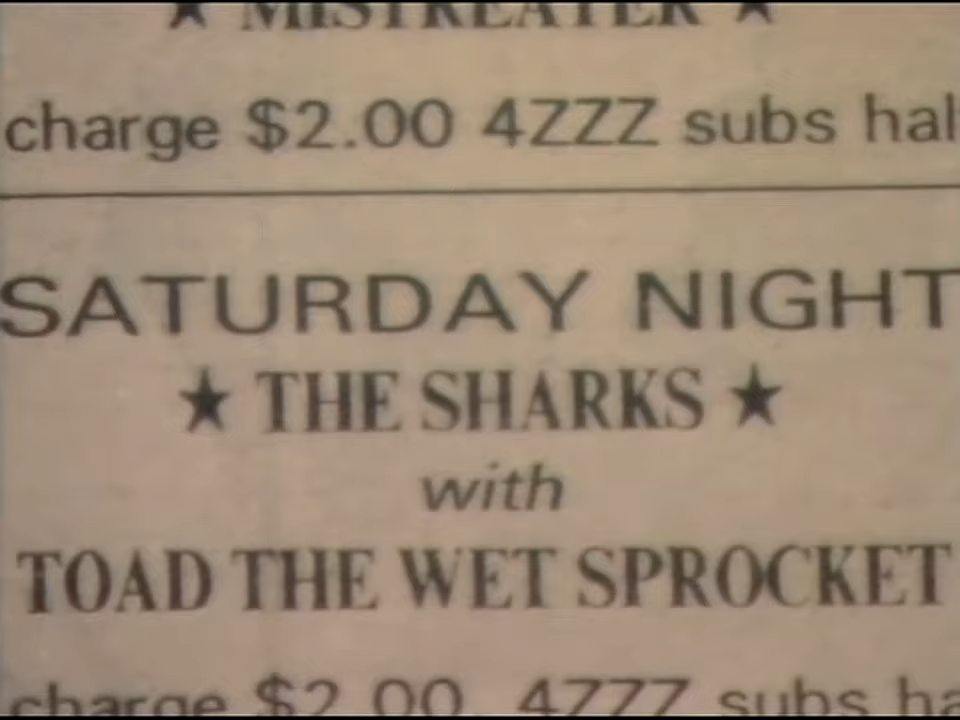 ★ MISTREATER ★
charge $2.00 4ZZZ subs hal
SATURDAY NIGHT
★ THE SHARKS ★
with
TOAD THE WET SPROCKET
charge $2.00 4ZZZ subs ha